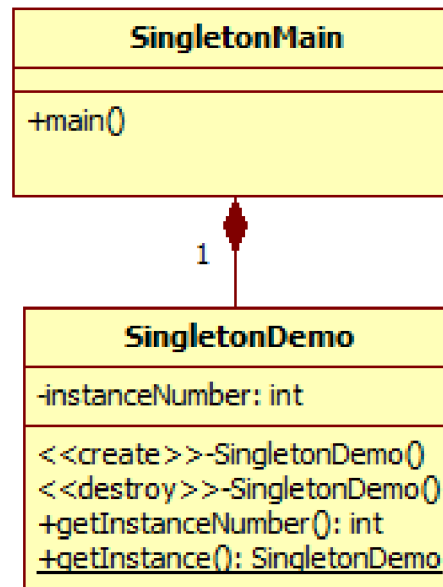 SingletonMain
+main()
1
SingletonDemo
-instanceNumber: int
<<create>>-SingletonDemo()
<<destroy>>-SingletonDemo()
+getInstanceNumber(): int
+getInstance(): SingletonDemo